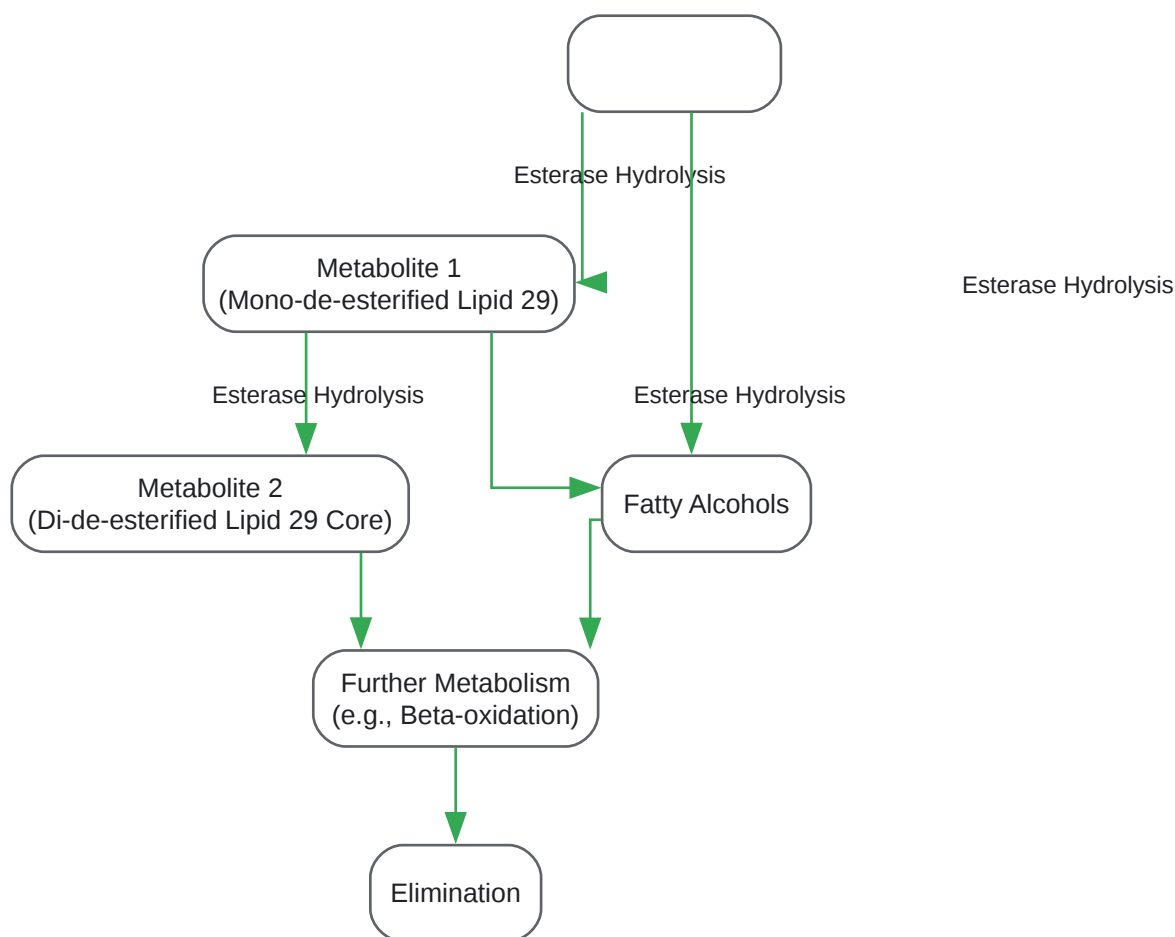 Esterase Hydrolysis
Metabolite 1
(Mono-de-esterified Lipid 29)
Esterase Hydrolysis
Esterase Hydrolysis
Esterase Hydrolysis
Metabolite 2
(Di-de-esterified Lipid 29 Core)
Fatty Alcohols
Further Metabolism
(e.g., Beta-oxidation)
Elimination